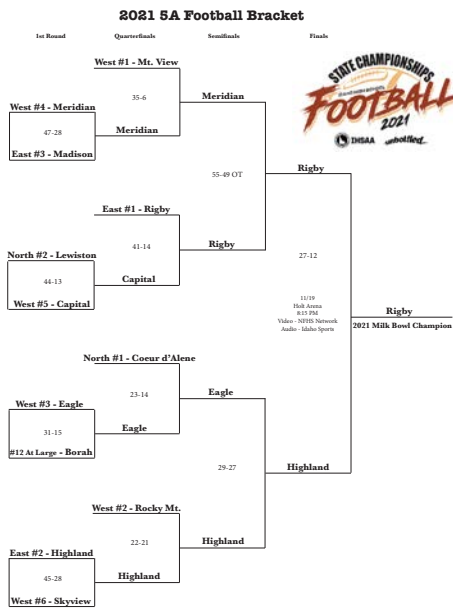 2021 5A Football Bracket
1st Round
Quarterfinals
Semifinals
Finals
West #1 - Mt. View
35-6
Meridian
West #4 - Meridian
47-28
Meridian
East #3 - Madison
STATE CHAMPIONSHIPS
FOOTBALL
2021
IHSAA
55-49 OT
Rigby
East #1 - Rigby
41-14
Rigby
North #2 - Lewiston
44-13
Capital
West #5 - Capital
27-12
11/19
Holt Arena
8:15 PM
Video - NFHS Network
Audio - Idaho Sports
Rigby
2021 Milk Bowl Champion
North #1 - Coeur d'Alene
23-14
Eagle
West #3 - Eagle
31-15
Eagle
#12 At Large - Borah
29-27
Highland
West #2 - Rocky Mt.
22-21
Highland
East #2 - Highland
45-28
Highland
West #6 - Skyview